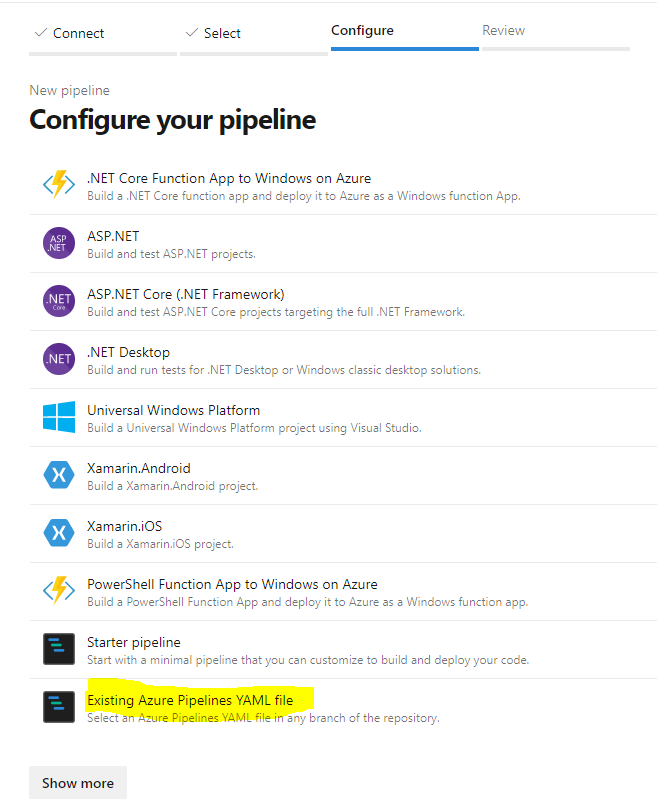 Connect
Select
Configure
Review
New pipeline
Configure your pipeline
.NET Core Function App to Windows on Azure
Build a .NET Core function app and deploy it to Azure as a Windows function App.
ASP
.NET
ASP.NET
Build and test ASP.NET projects.
.NET
Core
ASP.NET Core (.NET Framework)
Build and test ASP.NET Core projects targeting the full .NET Framework.
.NET
.NET Desktop
Build and run tests for .NET Desktop or Windows classic desktop solutions.
Universal Windows Platform
Build a Universal Windows Platform project using Visual Studio.
Xamarin.Android
Build a Xamarin.Android project.
Xamarin.iOS
Build a Xamarin.iOS project.
PowerShell Function App to Windows on Azure
Build a PowerShell Function App and deploy it to Azure as a Windows function app.
Starter pipeline
Start with a minimal pipeline that you can customize to build and deploy your code.
Existing Azure Pipelines YAML file
Select an Azure Pipelines YAML file in any branch of the repository.
Show more